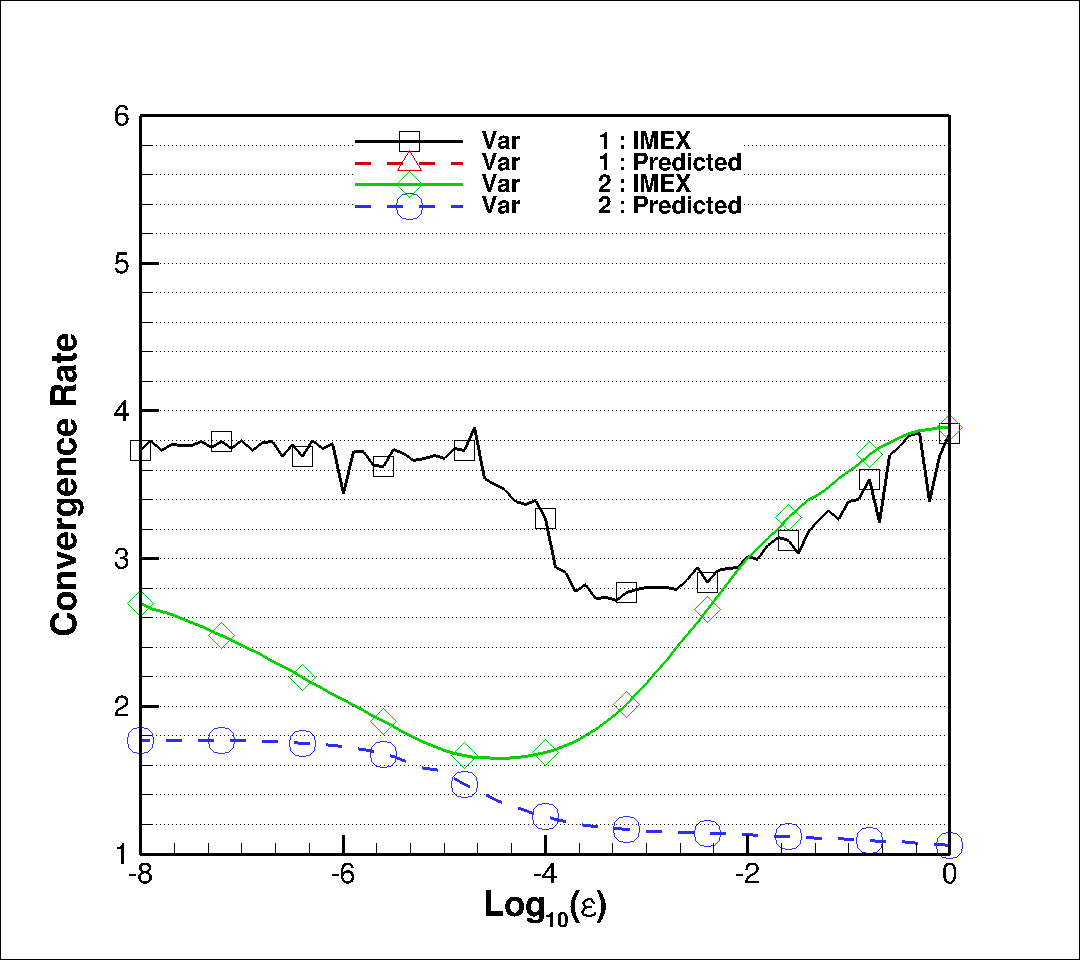 6
5
4
3
2
1
-8
-6
-4
-2
0
Var 1 : IMEX
Var 1 : Predicted
Var 2 : IMEX
Var 2 : Predicted
Convergence Rate
Log10(ε)